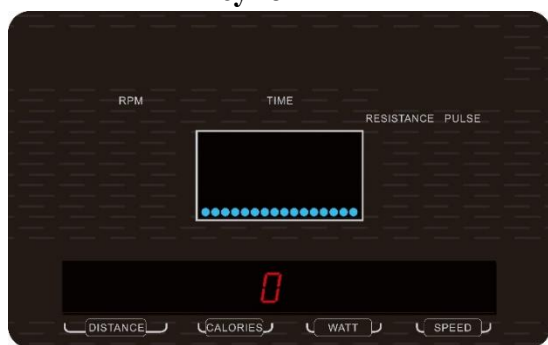 RPM TIME
RESISTANCE PULSE
0
DISTANCE CALORIES WATT SPEED